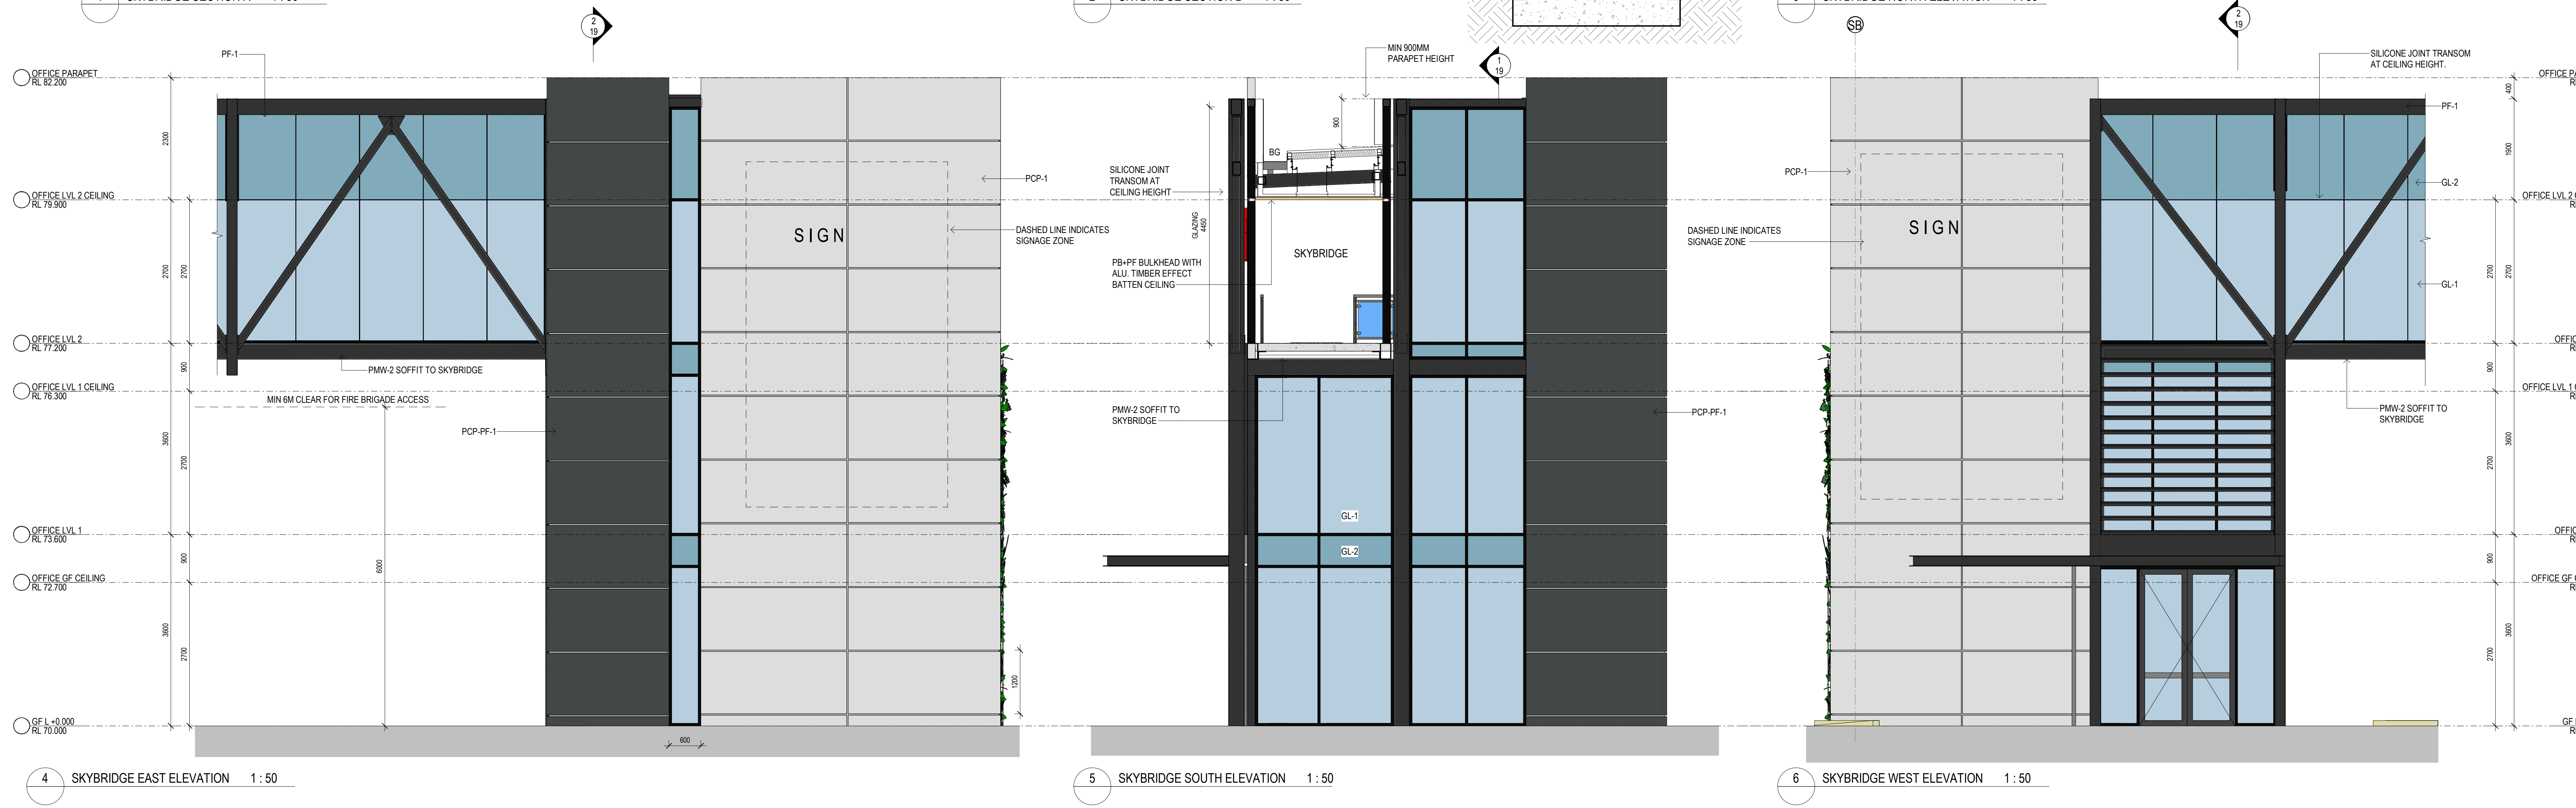 SB
2
19
PF-1
OFFICE PARAPET
RL 82.200
2300
OFFICE LVL 2 CEILING
RL 79.900
2700
2700
OFFICE LVL 2
RL 77.200
900
OFFICE LVL 1 CEILING
RL 76.300
MIN 6M CLEAR FOR FIRE BRIGADE ACCESS
PMW-2 SOFFIT TO SKYBRIDGE
PCP-PF-1
3600
2700
OFFICE LVL 1
RL 73.600
900
6000
OFFICE GF CEILING
RL 72.700
3600
2700
GF L +0.000
RL 70.000
600
1200
SIGN
PCP-1
DASHED LINE INDICATES
SIGNAGE ZONE
4 SKYBRIDGE EAST ELEVATION 1 : 50
MIN 900MM
PARAPET HEIGHT
1
19
900
BG
SILICONE JOINT
TRANSOM AT
CEILING HEIGHT
GLAZING
4450
SKYBRIDGE
PB+PF BULKHEAD WITH
ALU. TIMBER EFFECT
BATTEN CEILING
PMW-2 SOFFIT TO
SKYBRIDGE
PCP-PF-1
GL-1
GL-2
5 SKYBRIDGE SOUTH ELEVATION 1 : 50
2
19
SILICONE JOINT TRANSOM
AT CEILING HEIGHT.
PF-1
PCP-1
GL-2
SIGN
DASHED LINE INDICATES
SIGNAGE ZONE
GL-1
PMW-2 SOFFIT TO
SKYBRIDGE
400
1900
2700
2700
900
3600
2700
900
3600
2700
OFFICE LVL 2
OFFICE LVL 1
OFFICE GF
GF
6 SKYBRIDGE WEST ELEVATION 1 : 50